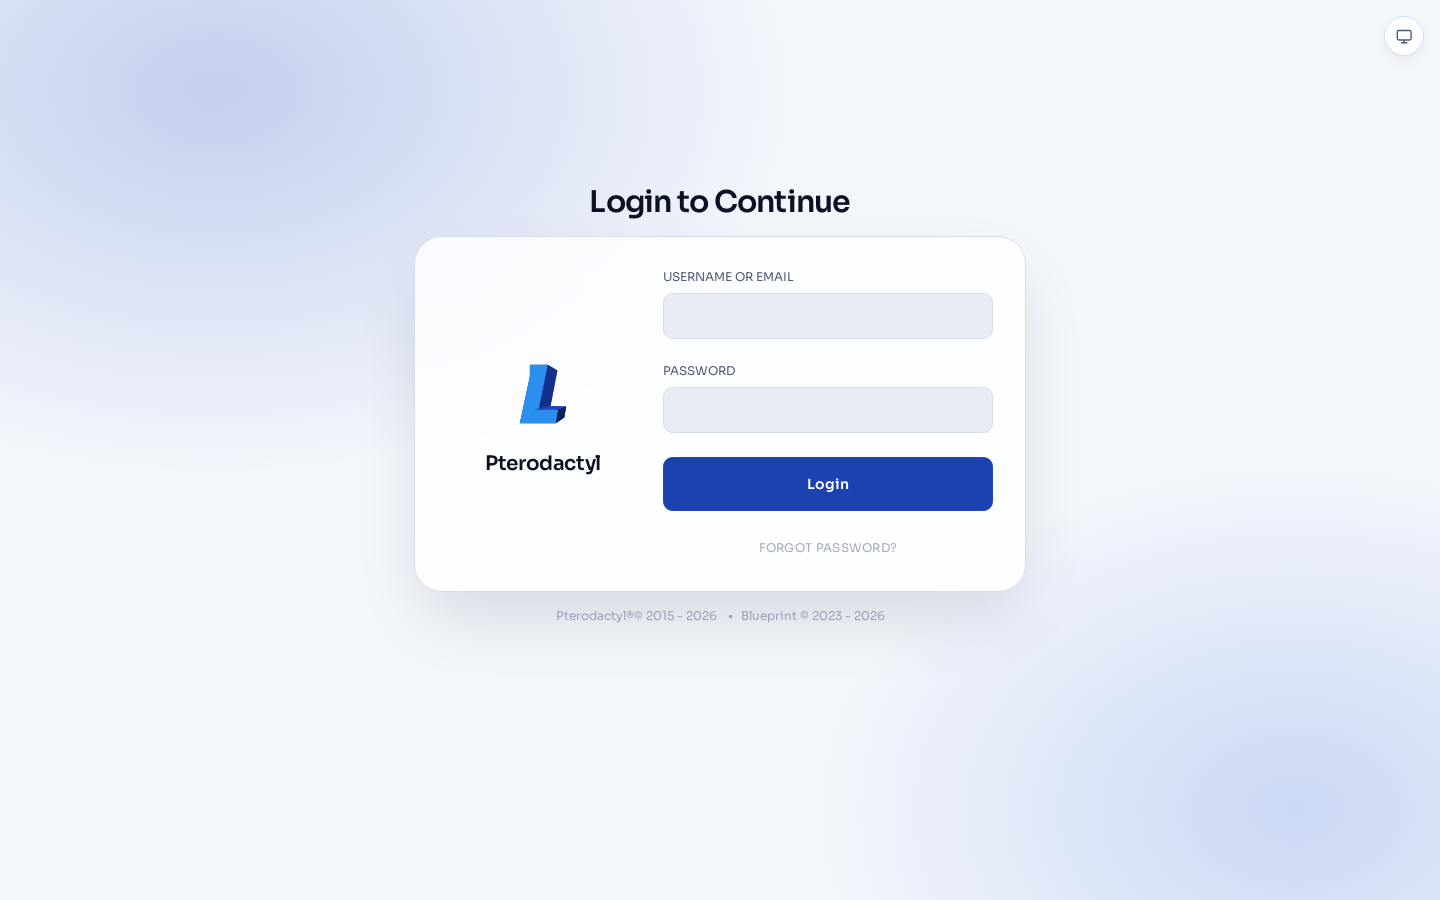 Login to Continue
USERNAME OR EMAIL
PASSWORD
Pterodactyl
Login
FORGOT PASSWORD?
Pterodactyl®© 2015 - 2026 • Blueprint © 2023 - 2026